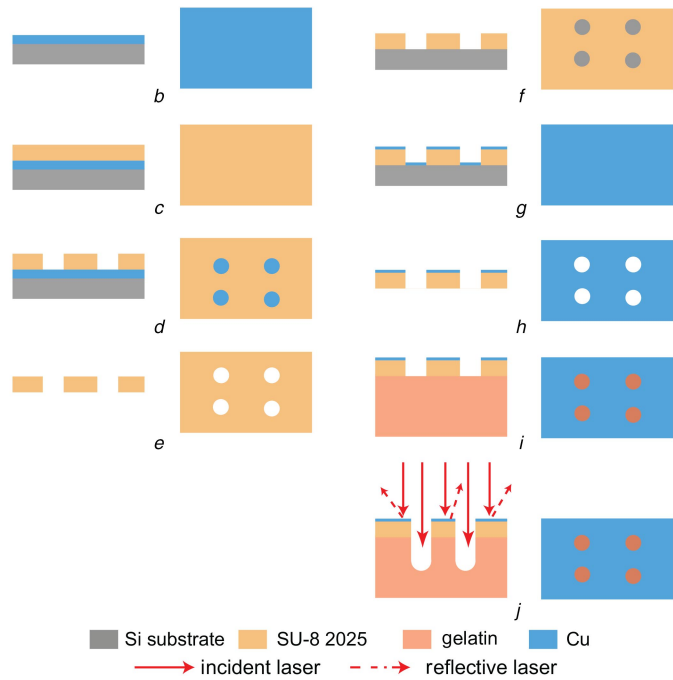 b
f
c
g
d
h
e
i
j
Si substrate SU-8 2025 gelatin Cu
incident laser reflective laser